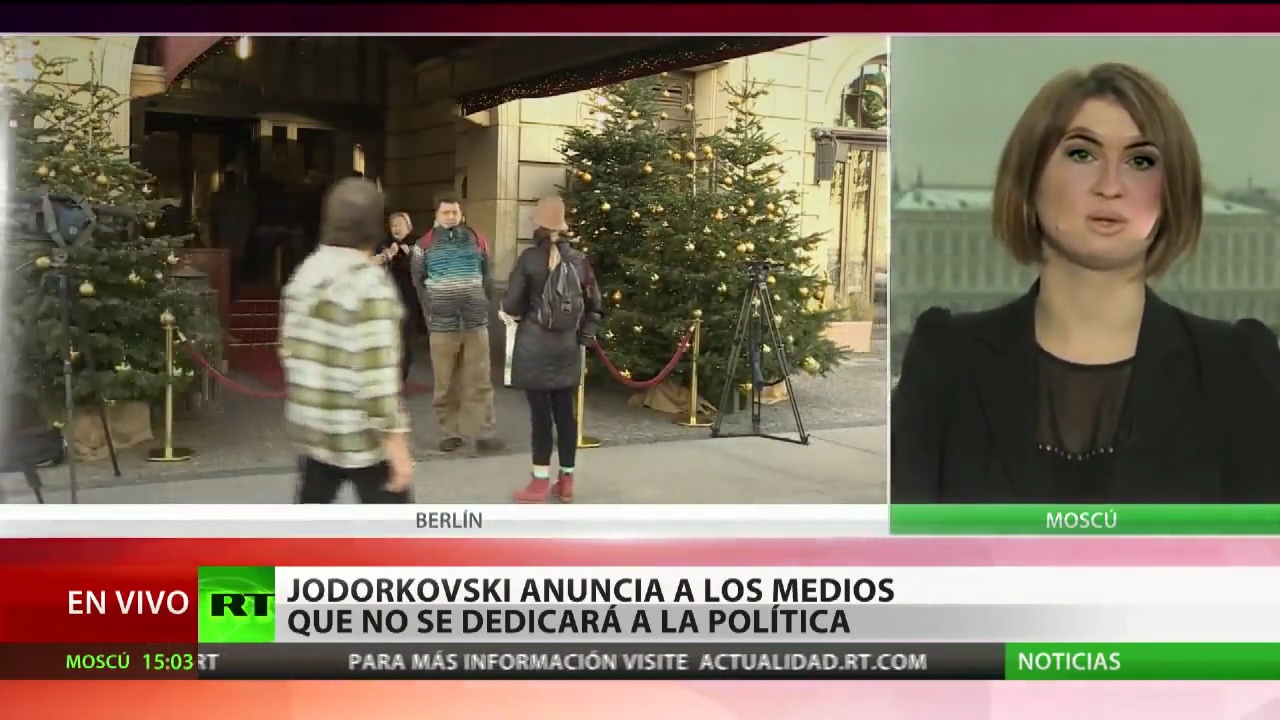 BERLÍN
MOSCÚ
EN VIVO
RT
JODORKOVSKI ANUNCIA A LOS MEDIOS
QUE NO SE DEDICARÁ A LA POLÍTICA
MOSCÚ 15:03
RT PARA MÁS INFORMACIÓN VISITE ACTUALIDAD.RT.COM
NOTICIAS